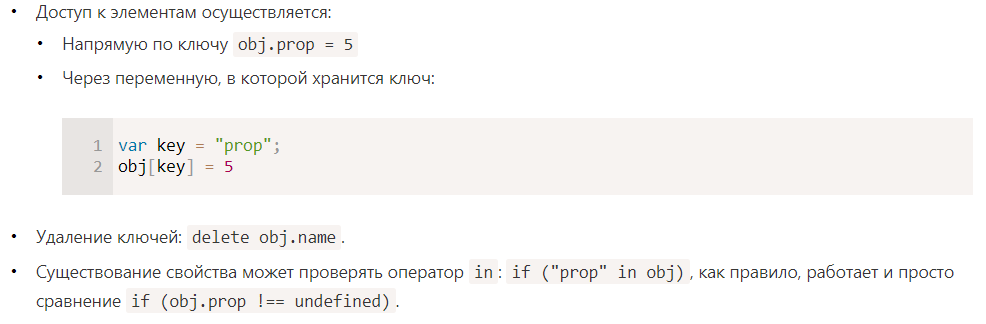 • Доступ к элементам осуществляется:
• Напрямую по ключу obj.prop = 5
• Через переменную, в которой хранится ключ:
1 var key = "prop";
2 obj[key] = 5
• Удаление ключей: delete obj.name.
• Существование свойства может проверять оператор in: if ("prop" in obj), как правило, работает и просто
сравнение if (obj.prop !== undefined).